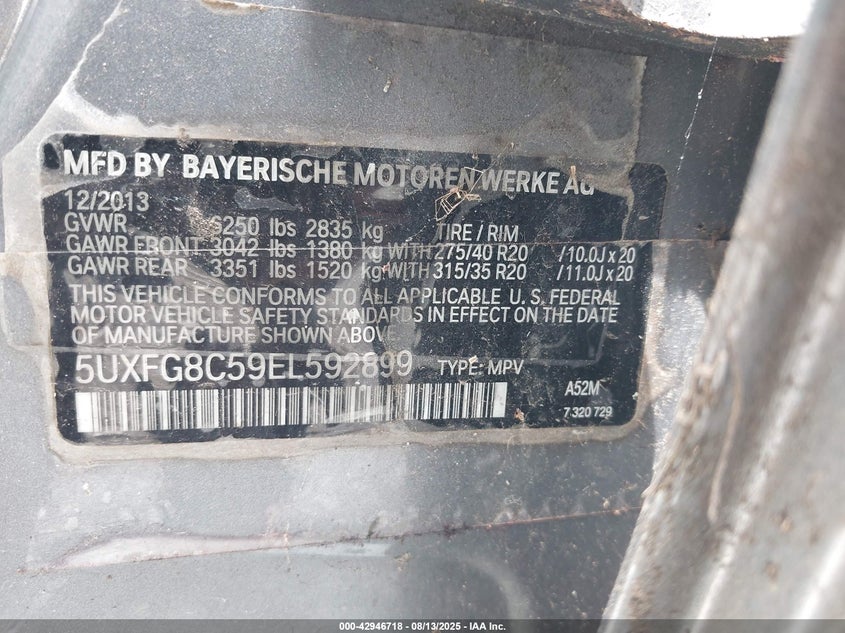 MFD BY BAYERISCHE MOTOREN WERKE AG
12/2013
GVWR 6250 lbs 2835 kg TIRE / RIM
GAWR FRONT 3042 lbs 1380 kg WITH 275/40 R20 /10.0J x 20
GAWR REAR 3351 lbs 1520 kg WITH 315/35 R20 /11.0J x 20
THIS VEHICLE CONFORMS TO ALL APPLICABLE U. S. FEDERAL
MOTOR VEHICLE SAFETY STANDARDS IN EFFECT ON THE DATE
OF MANUFACTURE SHOWN ABOVE
5UXFG8C59EL592899 TYPE: MPV
A52M
7 320 729
000-42946718 - 08/13/2025 - IAA Inc.